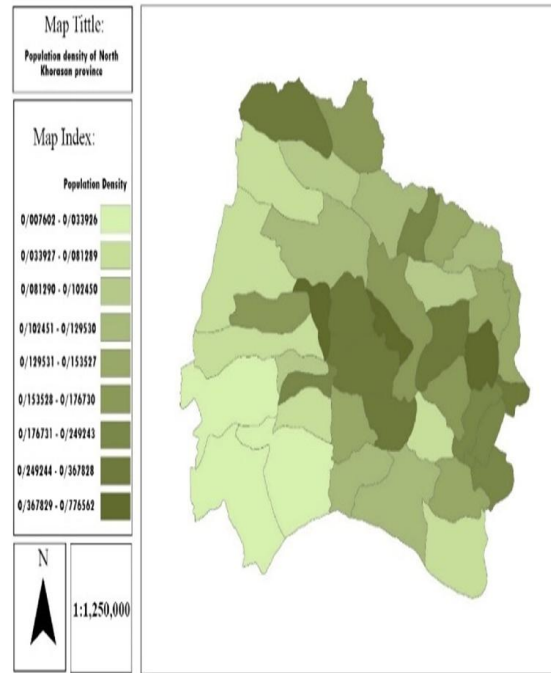 Map Tittle:
Population density of North
Khorasan province
Map Index:
Population Density
0/007602 - 0/033926
0/033927 - 0/081289
0/081290 - 0/102450
0/102451 - 0/129530
0/129531 - 0/153527
0/153528 - 0/176730
0/176731 - 0/249243
0/249244 - 0/367828
0/367829 - 0/776562
N
1:1,250,000